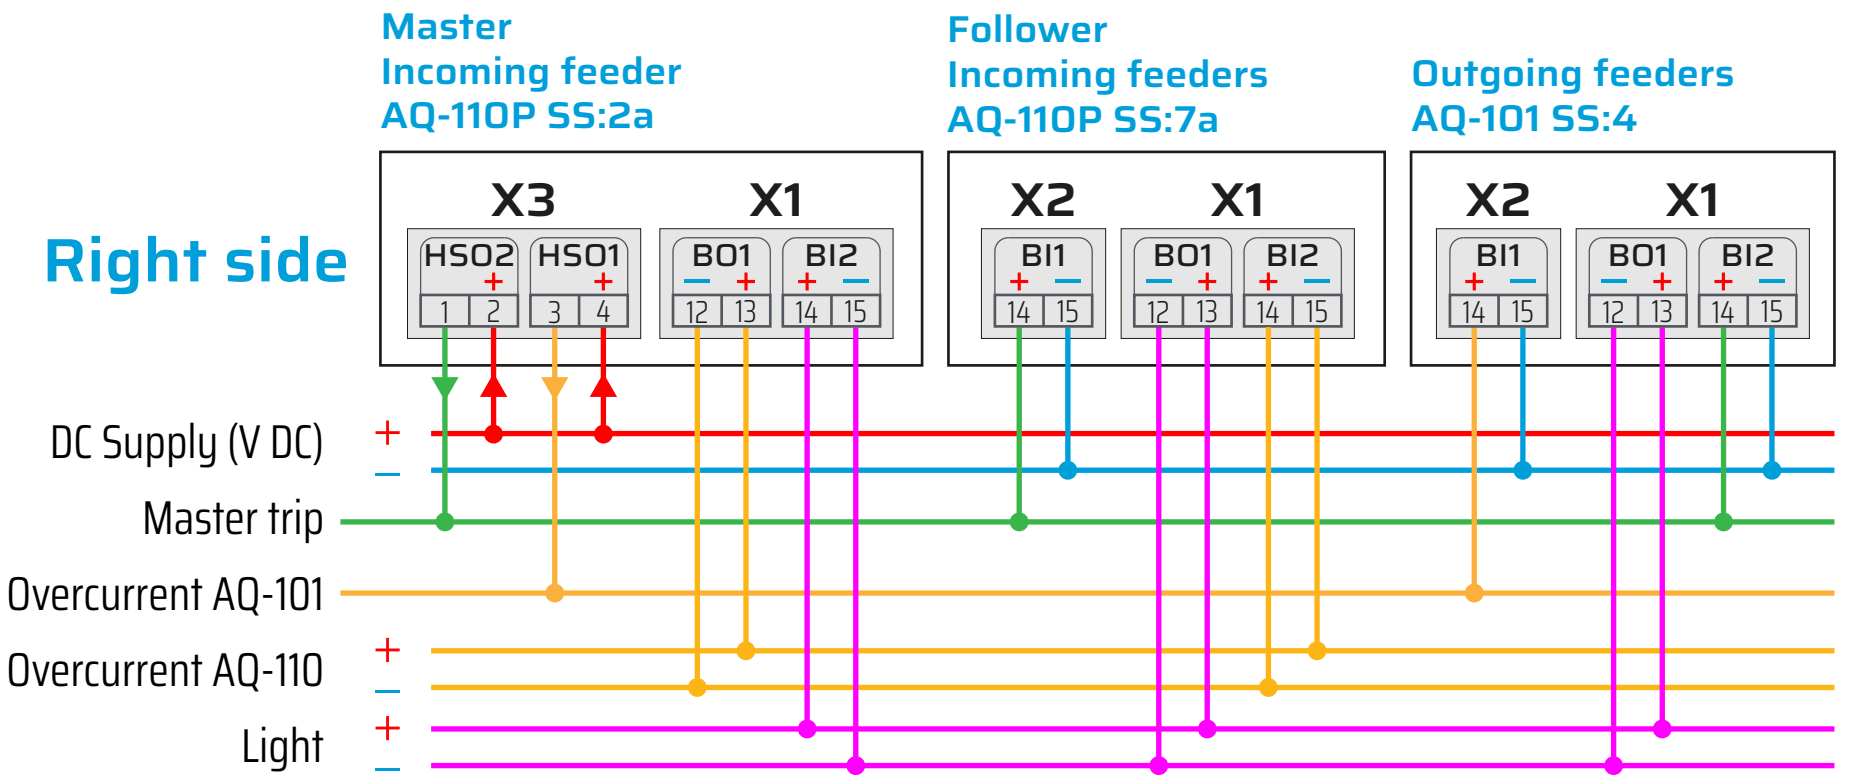 Master
Incoming feeder
AQ-110P SS:2a
Follower
Incoming feeders
AQ-110P SS:7a
Outgoing feeders
AQ-101 SS:4
Right side
X3 X1
HSO2 HSO1 BO1 BI2
+ + − + + −
1 2 3 4 12 13 14 15
X2 X1
BI1 BO1 BI2
+ − − + + −
14 15 12 13 14 15
X2 X1
BI1 BO1 BI2
+ − − + + −
14 15 12 13 14 15
DC Supply (V DC) +
−
Master trip
Overcurrent AQ-101
Overcurrent AQ-110 +
−
Light +
−